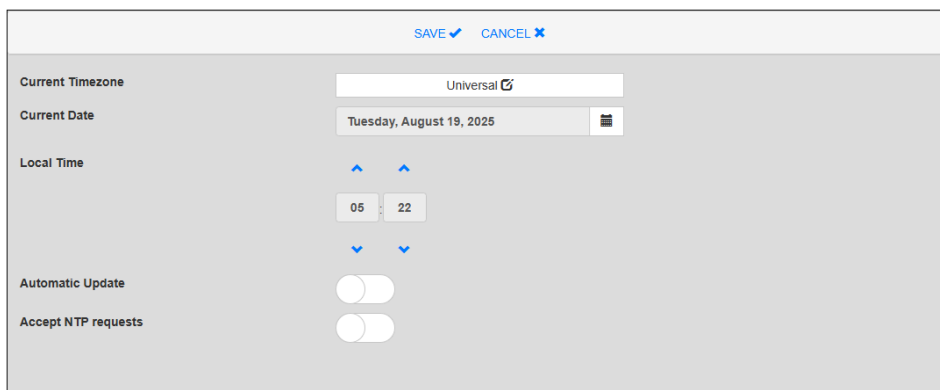 SAVE CANCEL
Current Timezone Universal
Current Date Tuesday, August 19, 2025
Local Time
05 : 22
Automatic Update
Accept NTP requests